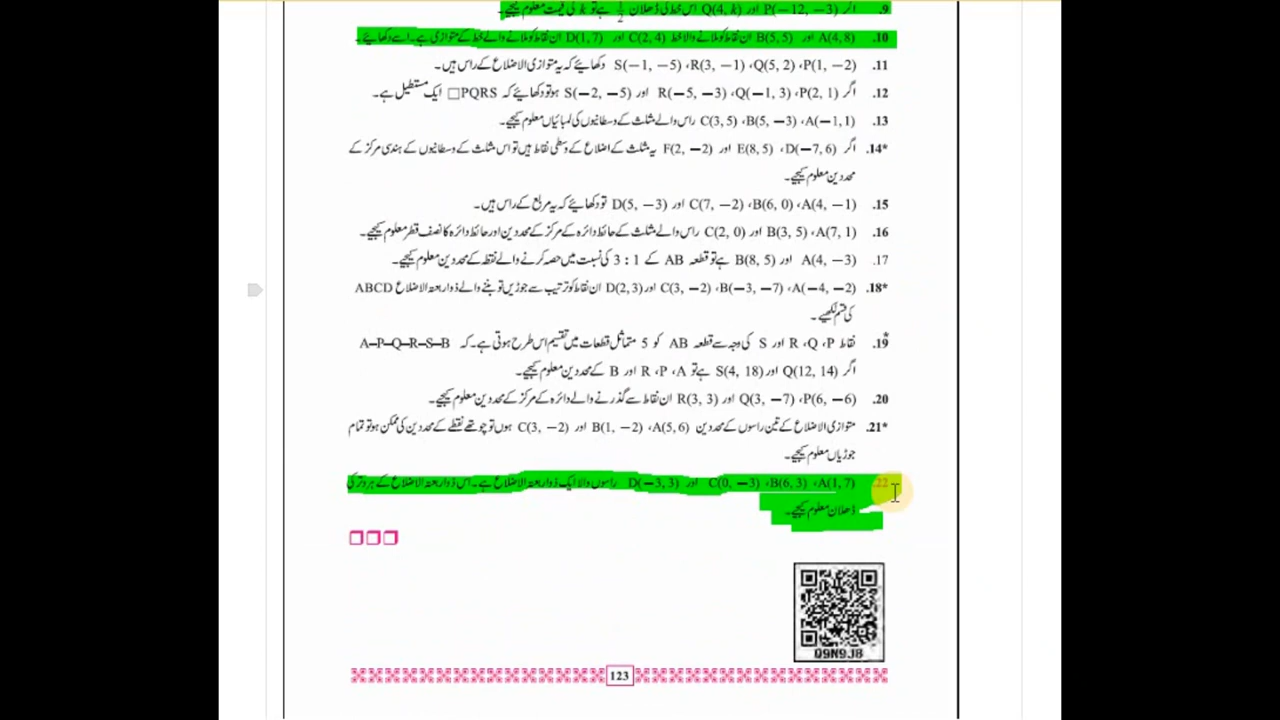 9. اگر P(−12, −3) اور Q(4, k) اس خط کی ڈھلان 1/2 ہے تو k کی قیمت معلوم کیجیے۔
10. A(4, 8) اور B(5, 5) ان نقاط کو ملانے والا خط C(2, 4) اور D(1, 7) ان نقاط کو ملانے والے خط کے متوازی ہے۔ اسے دکھائیے۔
11. P(1, −2)، Q(5, 2)، R(3, −1)، S(−1, −5) دکھائیے کہ یہ متوازی الاضلاع کے راس ہیں۔
12. اگر P(2, 1)، Q(−1, 3)، R(−5, −3) اور S(−2, −5) ہو تو دکھائیے کہ □PQRS ایک مستطیل ہے۔
13. A(−1, 1)، B(5, −3)، C(3, 5) راس والے مثلث کے وسطانیوں کی لمبائیاں معلوم کیجیے۔
14*. اگر D(−7, 6)، E(8, 5) اور F(2, −2) یہ مثلث کے اضلاع کے وسطی نقاط ہیں تو اس مثلث کے وسطانیوں کے ہندسی مرکز کے
محددین معلوم کیجیے۔
15. A(4, −1)، B(6, 0)، C(7, −2) اور D(5, −3) تو دکھائیے کہ یہ مربع کے راس ہیں۔
16. A(7, 1)، B(3, 5) اور C(2, 0) راس والے مثلث کے حائط دائرہ کے مرکز کے محددین اور حائط دائرہ کا نصف قطر معلوم کیجیے۔
17. A(4, −3) اور B(8, 5) ہے تو قطعہ AB کے 3 : 1 کی نسبت میں حصہ کرنے والے نقطہ کے محددین معلوم کیجیے۔
18*. A(−4, −2)، B(−3, −7)، C(3, −2) اور D(2, 3) ان نقاط کو ترتیب سے جوڑیں تو بننے والے ذواربعۃ الاضلاع ABCD
کی قسم لکھیے۔
19*. نقاط P، Q، R اور S کی وجہ سے قطعہ AB کو 5 متماثل قطعات میں تقسیم اس طرح ہوتی ہے۔ کہ A–P–Q–R–S–B
اگر Q(12, 14) اور S(4, 18) ہے تو A، P، R اور B کے محددین معلوم کیجیے۔
20. P(6, −6)، Q(3, −7) اور R(3, 3) ان نقاط سے گذرنے والے دائرہ کے مرکز کے محددین معلوم کیجیے۔
21*. متوازی الاضلاع کے تین راسوں کے محددین A(5, 6)، B(1, −2) اور C(3, −2) ہوں تو چوتھے نقطے کے محددین کی ممکن ہو تو تمام
جوڑیاں معلوم کیجیے۔
22. A(1, 7)، B(6, 3)، C(0, −3) اور D(−3, 3) راسوں والا ایک ذواربعۃ الاضلاع ہے۔ اس ذواربعۃ الاضلاع کے ہر وتر کی
ڈھلان معلوم کیجیے۔
Q9N9J8
123